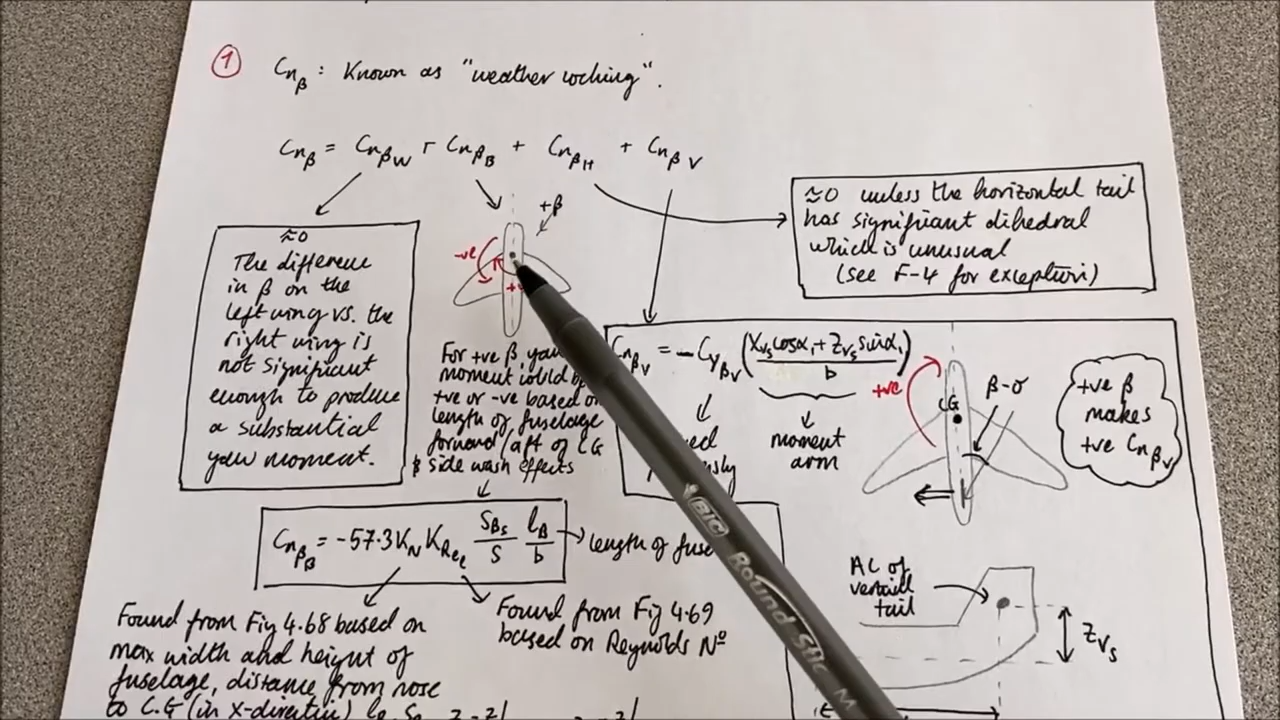 1
Cnβ : Known as "weather cocking".
Cnβ = CnβW + CnβB + CnβH + CnβV
≈0
The difference
in β on the
left wing vs. the
right wing is
not significant
enough to produce
a substantial
yaw moment.
+β
-ve
For +ve β yaw
moment could be
+ve or -ve based on
length of fuselage
forward/aft of CG
& side wash effects
≈0 unless the horizontal tail
has significant dihedral
which is unusual
(see F-4 for exception)
CnβV = -CyβV (XVs cosα1 + ZVs sinα1) / b
moment
arm
+ve
CG
β-σ
+ve β
makes
+ve CnβV
CnβB = -57.3 KN KRel SBs/S lB/b
length of
Found from Fig 4.68 based on
max width and height of
fuselage, distance from nose
to C.G (in X-direction)
Found from Fig 4.69
based on Reynolds Nº
AC of
vertical
tail
ZVs
BIC Round Stic M